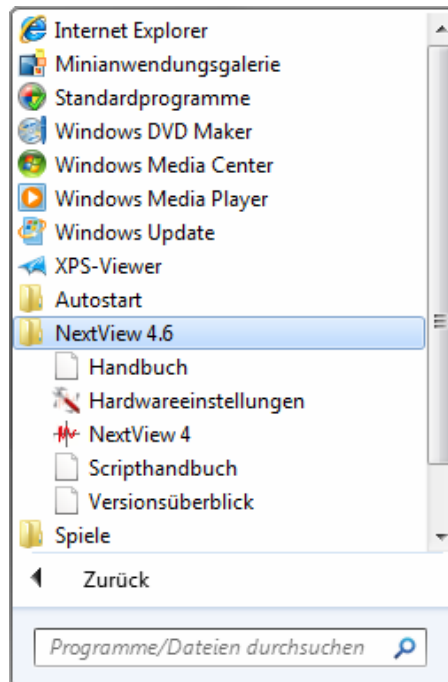 Internet Explorer
Minianwendungsgalerie
Standardprogramme
Windows DVD Maker
Windows Media Center
Windows Media Player
Windows Update
XPS-Viewer
Autostart
NextView 4.6
Handbuch
Hardwareeinstellungen
NextView 4
Scripthandbuch
Versionsüberblick
Spiele
Zurück
Programme/Dateien durchsuchen